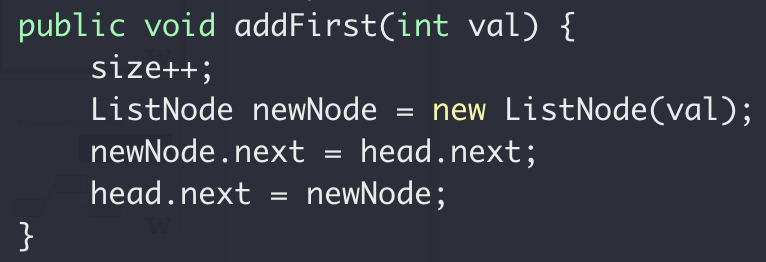 public void addFirst(int val) {
    size++;
    ListNode newNode = new ListNode(val);
    newNode.next = head.next;
    head.next = newNode;
}